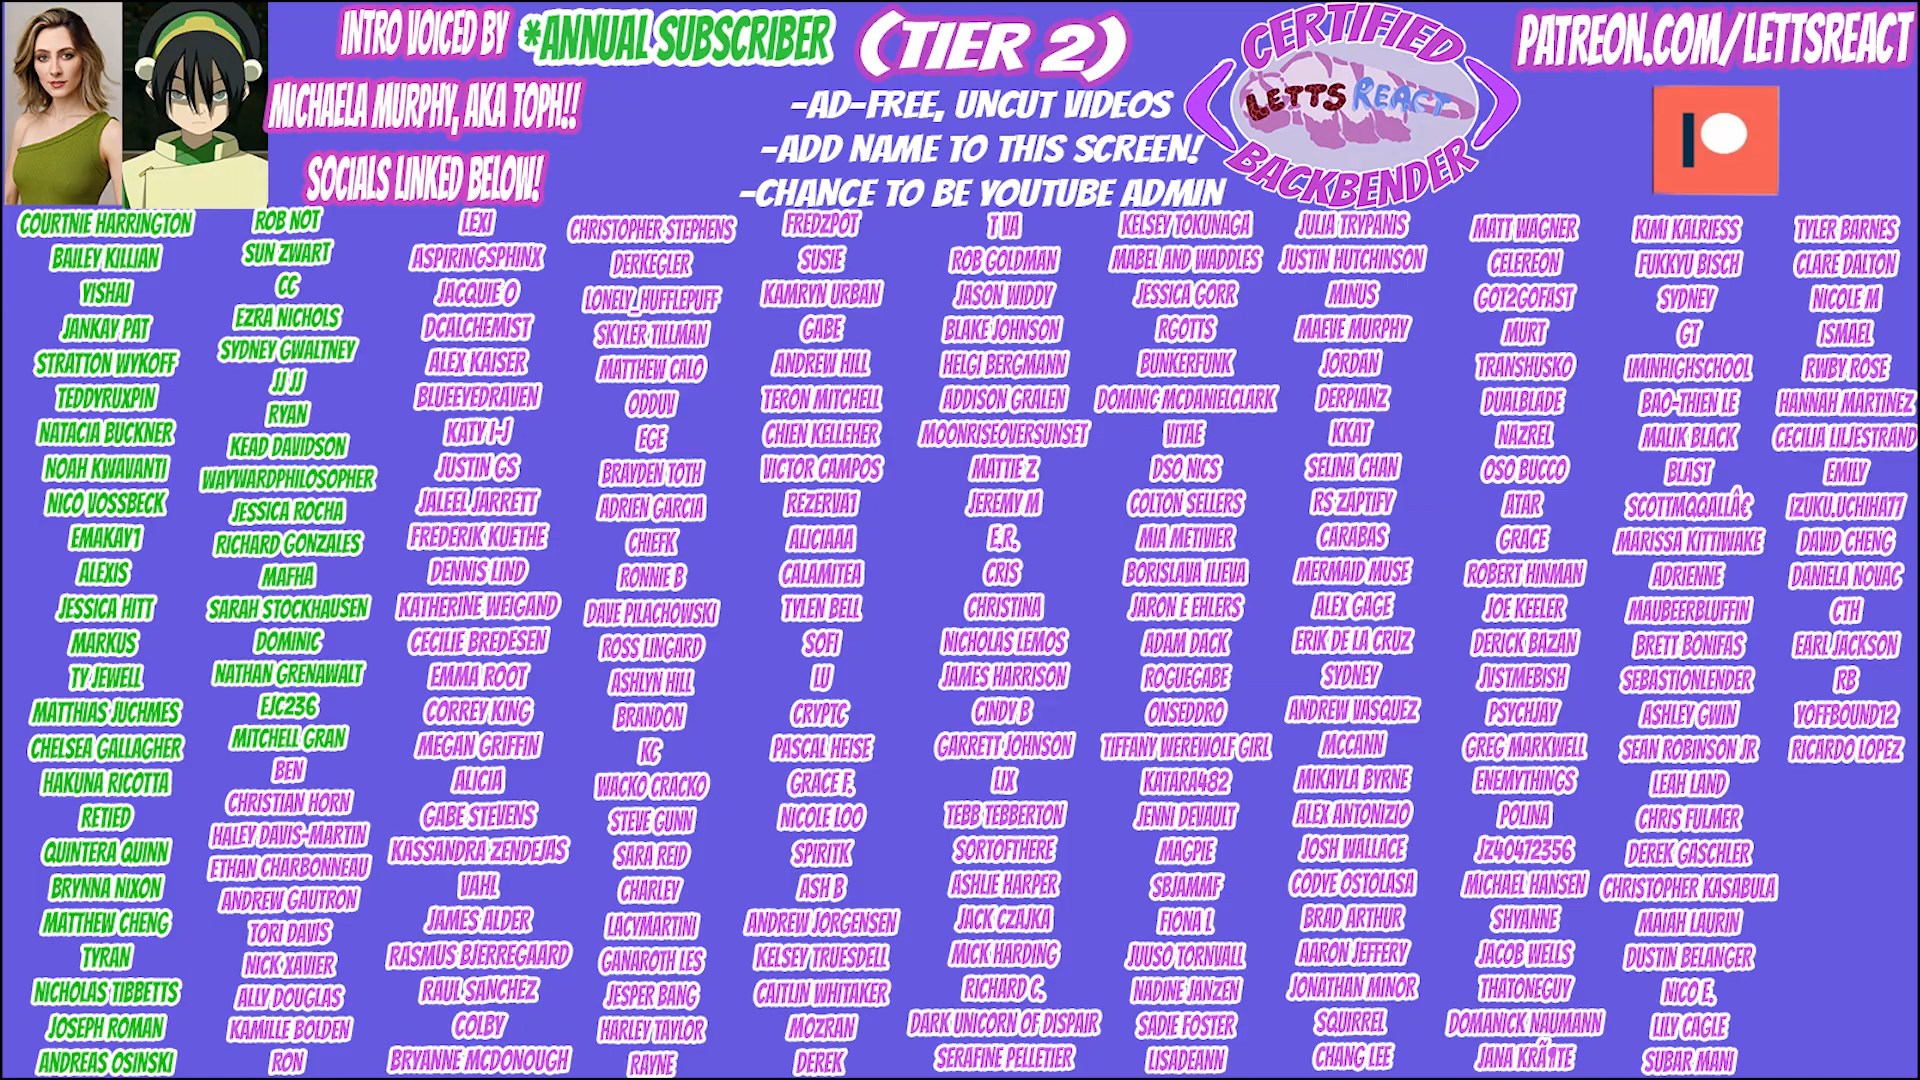 INTRO VOICED BY
MICHAELA MURPHY, AKA TOPH!!
SOCIALS LINKED BELOW!
*ANNUAL SUBSCRIBER
(TIER 2)
-AD-FREE, UNCUT VIDEOS
-ADD NAME TO THIS SCREEN!
-CHANCE TO BE YOUTUBE ADMIN
CERTIFIED
LETTS REACT
BACKBENDER
PATREON.COM/LETTSREACT
COURTNIE HARRINGTON
BAILEY KILLIAN
YISHAI
JANKAY PAT
STRATTON WYKOFF
TEDDYRUXPIN
NATACIA BUCKNER
NOAH KWAVANTI
NICO VOSSBECK
EMAKAY1
ALEXIS
JESSICA HITT
MARKUS
TY JEWELL
MATTHIAS JUCHMES
CHELSEA GALLAGHER
HAKUNA RICOTTA
RETIED
QUINTERA QUINN
BRYNNA NIXON
MATTHEW CHENG
TYRAN
NICHOLAS TIBBETTS
JOSEPH ROMAN
ANDREAS OSINSKI
ROB NOT
SUN ZWART
CC
EZRA NICHOLS
SYDNEY GWALTNEY
JJ JJ
RYAN
KEAD DAVIDSON
WAYWARDPHILOSOPHER
JESSICA ROCHA
RICHARD GONZALES
MAFHA
SARAH STOCKHAUSEN
DOMINIC
NATHAN GRENAWALT
EJC236
MITCHELL GRAN
BEN
CHRISTIAN HORN
HALEY DAVIS-MARTIN
ETHAN CHARBONNEAU
ANDREW GAUTRON
TORI DAVIS
NICK XAVIER
ALLY DOUGLAS
KAMILLE BOLDEN
RON
LEXI
ASPIRINGSPHINX
JACQUIE O
DCALCHEMIST
ALEX KAISER
BLUEEYEDRAVEN
KATY I-J
JUSTIN GS
JALEEL JARRETT
FREDERIK KUETHE
DENNIS LIND
KATHERINE WEIGAND
CECILIE BREDESEN
EMMA ROOT
CORREY KING
MEGAN GRIFFIN
ALICIA
GABE STEVENS
KASSANDRA ZENDEJAS
VAHL
JAMES ALDER
RASMUS BJERREGAARD
RAUL SANCHEZ
COLBY
BRYANNE MCDONOUGH
CHRISTOPHER STEPHENS
DERKEGLER
LONELY_HUFFLEPUFF
SKYLER TILLMAN
MATTHEW CALO
ODDUV
EGE
BRAYDEN TOTH
ADRIEN GARCIA
CHIEFK
RONNIE B
DAVE PILACHOWSKI
ROSS LINGARD
ASHLYN HILL
BRANDON
KC
WACKO CRACKO
STEVE GUNN
SARA REID
CHARLEY
LACYMARTINI
GANAROTH LES
JESPER BANG
HARLEY TAYLOR
RAYNE
FREDZPOT
SUSIE
KAMRYN URBAN
GABE
ANDREW HILL
TERON MITCHELL
CHIEN KELLEHER
VICTOR CAMPOS
REZERVA1
ALICIAAA
CALAMITEA
TYLEN BELL
SOFI
LU
CRYPTC
PASCAL HEISE
GRACE F.
NICOLE LOO
SPIRITK
ASH B
ANDREW JORGENSEN
KELSEY TRUESDELL
CAITLIN WHITAKER
MOZRAN
DEREK
T VA
ROB GOLDMAN
JASON WIDDY
BLAKE JOHNSON
HELGI BERGMANN
ADDISON GRALEN
MOONRISEOVERSUNSET
MATTIE Z
JEREMY M
E.R.
CRIS
CHRISTINA
NICHOLAS LEMOS
JAMES HARRISON
CINDY B
GARRETT JOHNSON
LIX
TEBB TEBBERTON
SORTOFTHERE
ASHLIE HARPER
JACK CZAJKA
MICK HARDING
RICHARD C.
DARK UNICORN OF DISPAIR
SERAFINE PELLETIER
KELSEY TOKUNAGA
MABEL AND WADDLES
JESSICA GORR
RGOTTS
BUNKERFUNK
DOMINIC MCDANIELCLARK
VITAE
DSO NICS
COLTON SELLERS
MIA METIVIER
BORISLAVA ILIEVA
JARON E EHLERS
ADAM DACK
ROGUEGABE
ONSEDDRO
TIFFANY WEREWOLF GIRL
KATARA482
JENNI DEVAULT
MAGPIE
SBJAMMF
FIONA L
JUUSO TORNVALL
NADINE JANZEN
SADIE FOSTER
LISADEANN
JULIA TRYPANIS
JUSTIN HUTCHINSON
MINUS
MAEVE MURPHY
JORDAN
DERPIANZ
KKAT
SELINA CHAN
RS ZAPTIFY
CARABAS
MERMAID MUSE
ALEX GAGE
ERIK DE LA CRUZ
SYDNEY
ANDREW VASQUEZ
MCCANN
MIKAYLA BYRNE
ALEX ANTONIZIO
JOSH WALLACE
CODYE OSTOLASA
BRAD ARTHUR
AARON JEFFERY
JONATHAN MINOR
SQUIRREL
CHANG LEE
MATT WAGNER
CELEREON
GOT2GOFAST
MURT
TRANSHUSKO
DUALBLADE
NAZREL
OSO BUCCO
ATAR
GRACE
ROBERT HINMAN
JOE KEELER
DERICK BAZAN
JVSTMEBISH
PSYCHJAY
GREG MARKWELL
ENEMYTHINGS
POLINA
JZ40472356
MICHAEL HANSEN
SHYANNE
JACOB WELLS
THATONEGUY
DOMANICK NAUMANN
JANA KRÃ¶TE
KIMI KALRIESS
FUKKYU BISCH
SYDNEY
GT
IMINHIGHSCHOOL
BAO-THIEN LE
MALIK BLACK
BLAST
SCOTTMQQALLÂ€
MARISSA KITTIWAKE
ADRIENNE
MAUBEERBLUFFIN
BRETT BONIFAS
SEBASTIONLENDER
ASHLEY GWIN
SEAN ROBINSON JR
LEAH LAND
CHRIS FULMER
DEREK GASCHLER
CHRISTOPHER KASABULA
MAIAH LAURIN
DUSTIN BELANGER
NICO E.
LILY CAGLE
SUBAR MANI
TYLER BARNES
CLARE DALTON
NICOLE M
ISMAEL
RWBY ROSE
HANNAH MARTINEZ
CECILIA LILJESTRAND
EMILY
IZUKU.UCHIHA77
DAVID CHENG
DANIELA NOVAC
CTH
EARL JACKSON
RB
YOFFBOUND12
RICARDO LOPEZ